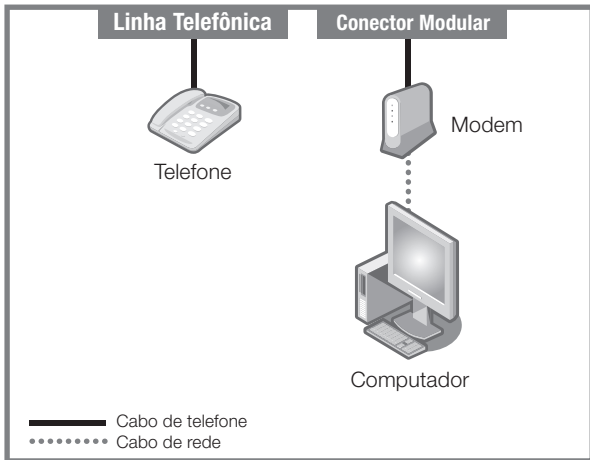 Linha Telefônica
Conector Modular
Modem
Telefone
Computador
Cabo de telefone
Cabo de rede